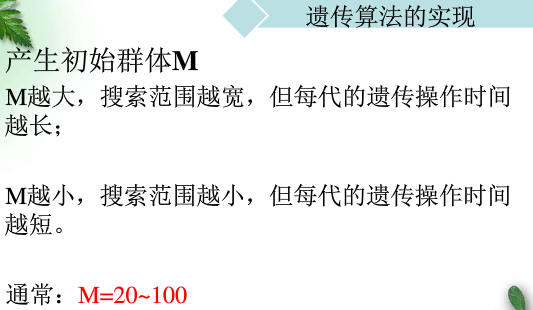 遗传算法的实现
产生初始群体M
M越大，搜索范围越宽，但每代的遗传操作时间
越长；
M越小，搜索范围越小，但每代的遗传操作时间
越短。
通常：M=20~100